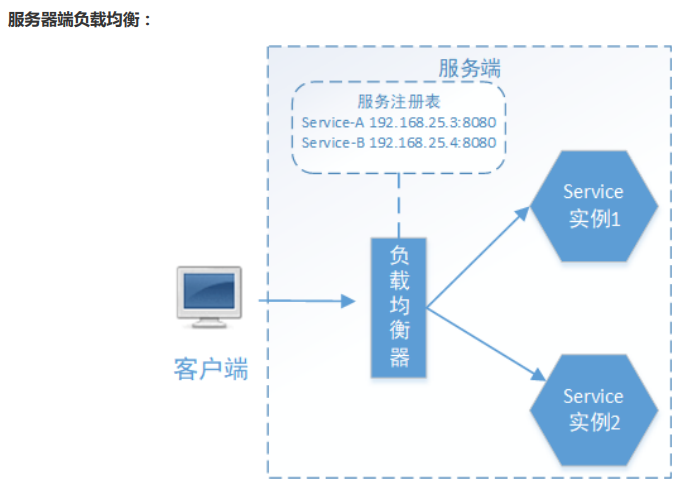 服务器端负载均衡：
服务端
服务注册表
Service-A 192.168.25.3:8080
Service-B 192.168.25.4:8080
Service
实例1
负载均衡器
客户端
Service
实例2